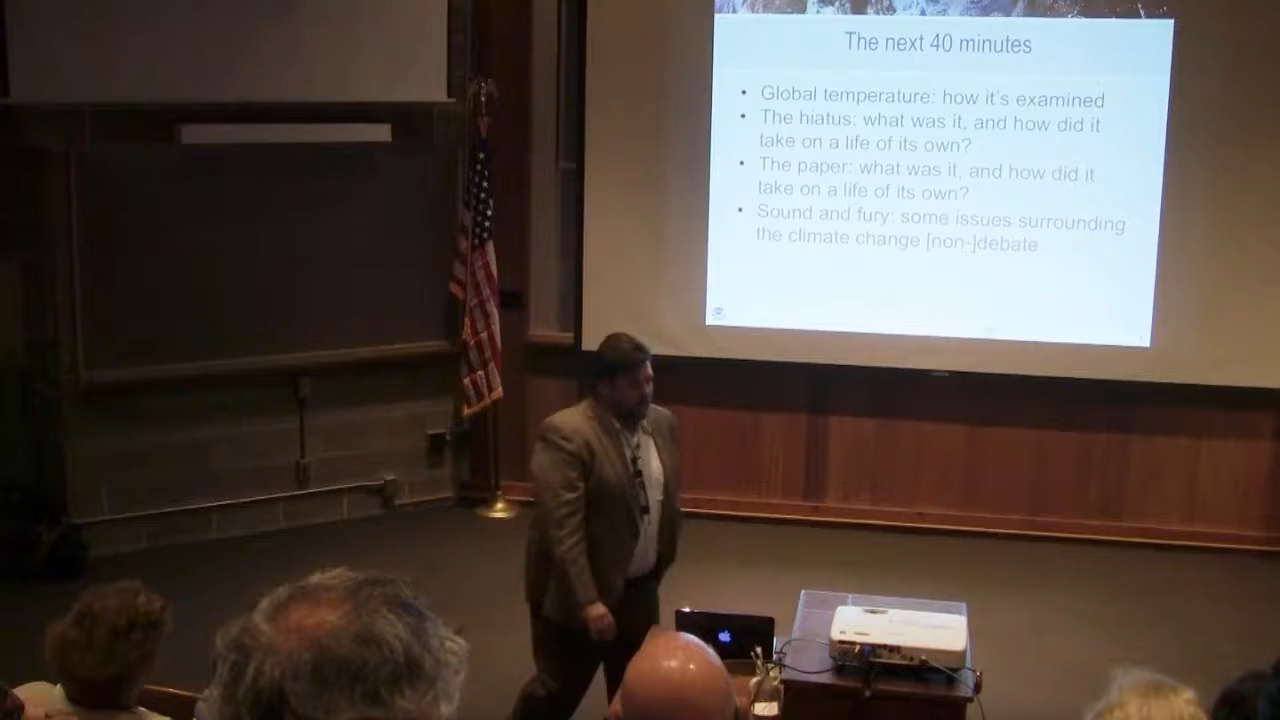 The next 40 minutes
• Global temperature: how it's examined
• The hiatus: what was it, and how did it
take on a life of its own?
• The paper: what was it, and how did it
take on a life of its own?
• Sound and fury: some issues surrounding
the climate change [non-]debate